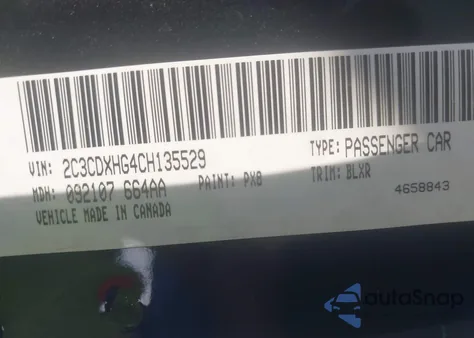 VIN: 2C3CDXHG4CH135529 TYPE: PASSENGER CAR
MDH: 092107 664AA PAINT: PX8 TRIM: BLXR
VEHICLE MADE IN CANADA 4658843
autoSnap